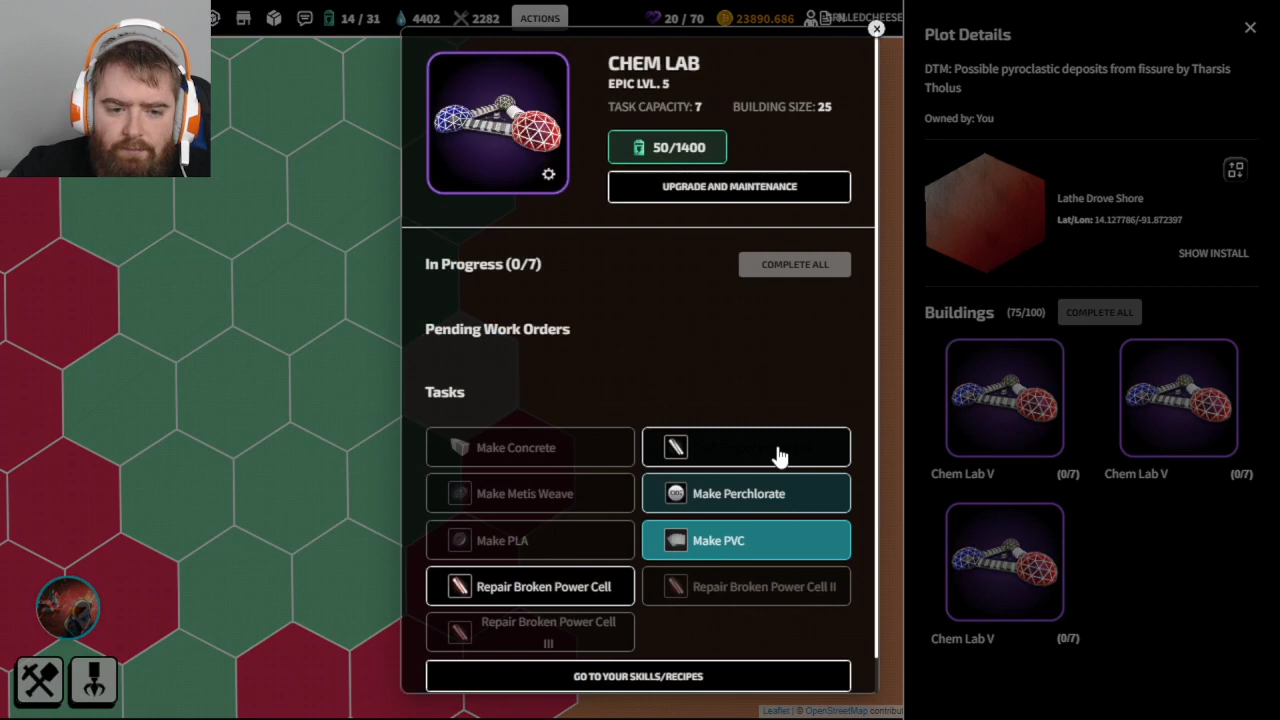 14 / 31
4402
2282
ACTIONS
20 / 70
23890.686
RILLEDCHEESE
CHEM LAB
EPIC LVL. 5
TASK CAPACITY: 7
BUILDING SIZE: 25
50/1400
UPGRADE AND MAINTENANCE
In Progress (0/7)
COMPLETE ALL
Pending Work Orders
Tasks
Make Concrete
Make Metis Weave
Make Perchlorate
Make PLA
Make PVC
Repair Broken Power Cell
Repair Broken Power Cell II
Repair Broken Power Cell
III
GO TO YOUR SKILLS/RECIPES
Plot Details
DTM: Possible pyroclastic deposits from fissure by Tharsis
Tholus
Owned by: You
Lathe Drove Shore
Lat/Lon: 14.127786/-91.872397
SHOW INSTALL
Buildings (75/100)
COMPLETE ALL
Chem Lab V (0/7)
Chem Lab V (0/7)
Chem Lab V (0/7)
Leaflet | © OpenStreetMap contribut